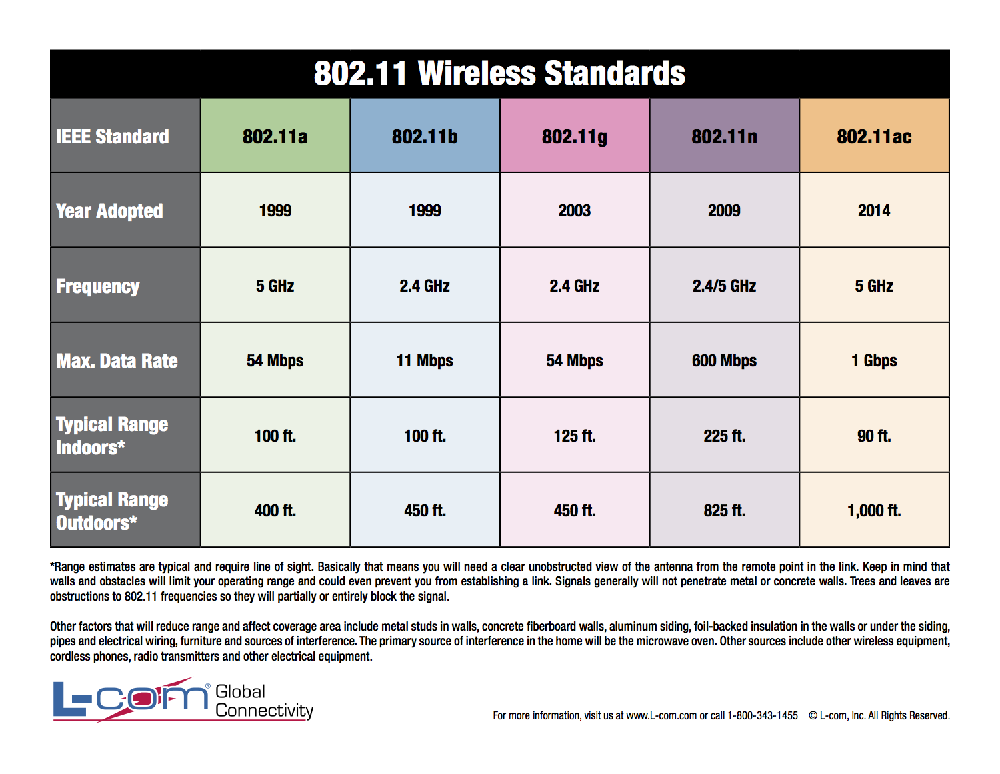 802.11 Wireless Standards
IEEE Standard 802.11a 802.11b 802.11g 802.11n 802.11ac
Year Adopted 1999 1999 2003 2009 2014
Frequency 5 GHz 2.4 GHz 2.4 GHz 2.4/5 GHz 5 GHz
Max. Data Rate 54 Mbps 11 Mbps 54 Mbps 600 Mbps 1 Gbps
Typical Range
Indoors* 100 ft. 100 ft. 125 ft. 225 ft. 90 ft.
Typical Range
Outdoors* 400 ft. 450 ft. 450 ft. 825 ft. 1,000 ft.
*Range estimates are typical and require line of sight. Basically that means you will need a clear unobstructed view of the antenna from the remote point in the link. Keep in mind that
walls and obstacles will limit your operating range and could even prevent you from establishing a link. Signals generally will not penetrate metal or concrete walls. Trees and leaves are
obstructions to 802.11 frequencies so they will partially or entirely block the signal.
Other factors that will reduce range and affect coverage area include metal studs in walls, concrete fiberboard walls, aluminum siding, foil-backed insulation in the walls or under the siding,
pipes and electrical wiring, furniture and sources of interference. The primary source of interference in the home will be the microwave oven. Other sources include other wireless equipment,
cordless phones, radio transmitters and other electrical equipment.
L-com® Global
Connectivity
For more information, visit us at www.L-com.com or call 1-800-343-1455 © L-com, Inc. All Rights Reserved.